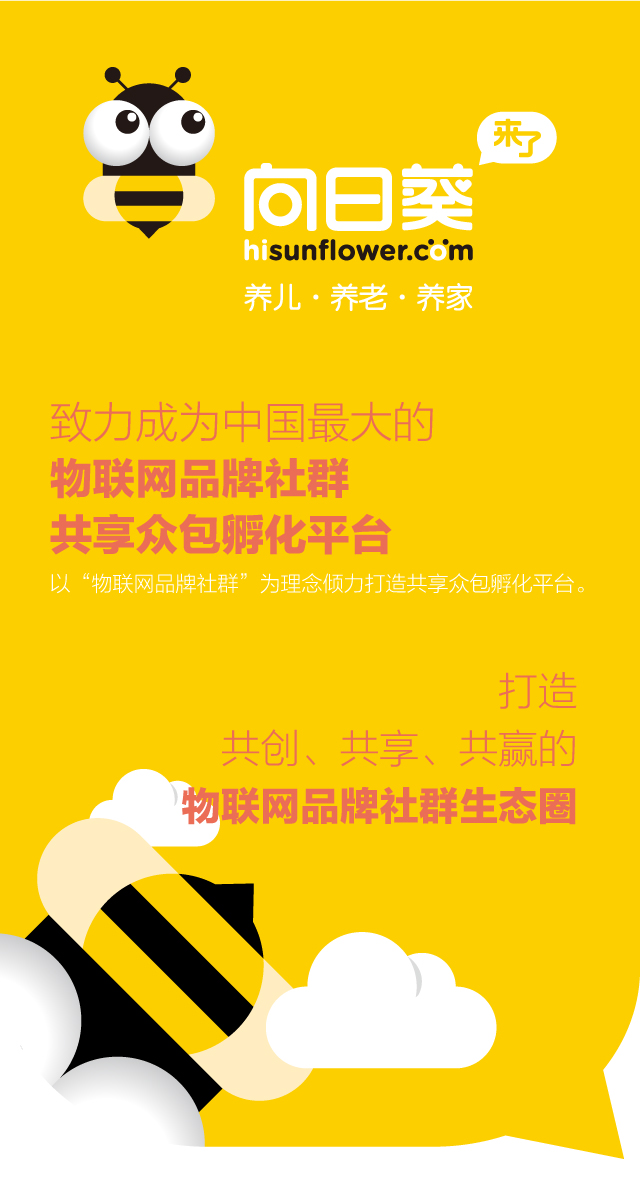 来了
向日葵
hisunflower.com
养儿·养老·养家
致力成为中国最大的
物联网品牌社群
共享众包孵化平台
以“物联网品牌社群”为理念倾力打造共享众包孵化平台。
打造
共创、共享、共赢的
物联网品牌社群生态圈